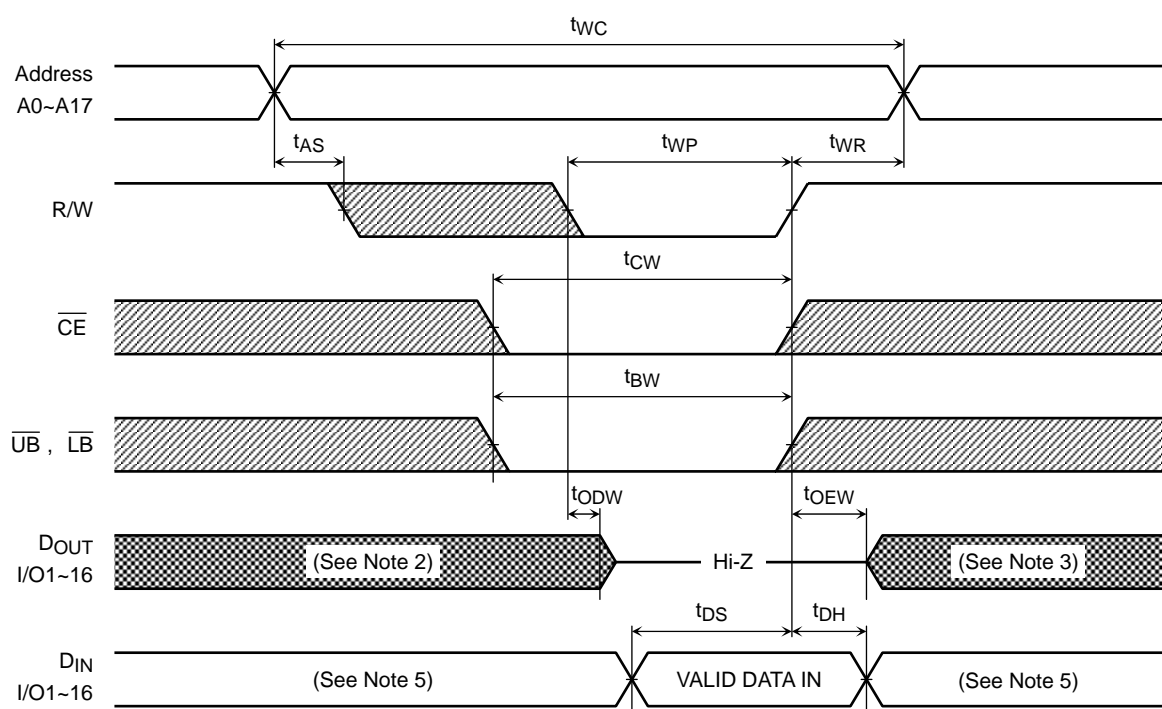 tWC
Address
A0~A17
tAS
tWP
tWR
R/W
tCW
CE
tBW
UB , LB
tODW
tOEW
DOUT
I/O1~16
(See Note 2)
Hi-Z
(See Note 3)
tDS
tDH
DIN
I/O1~16
(See Note 5)
VALID DATA IN
(See Note 5)